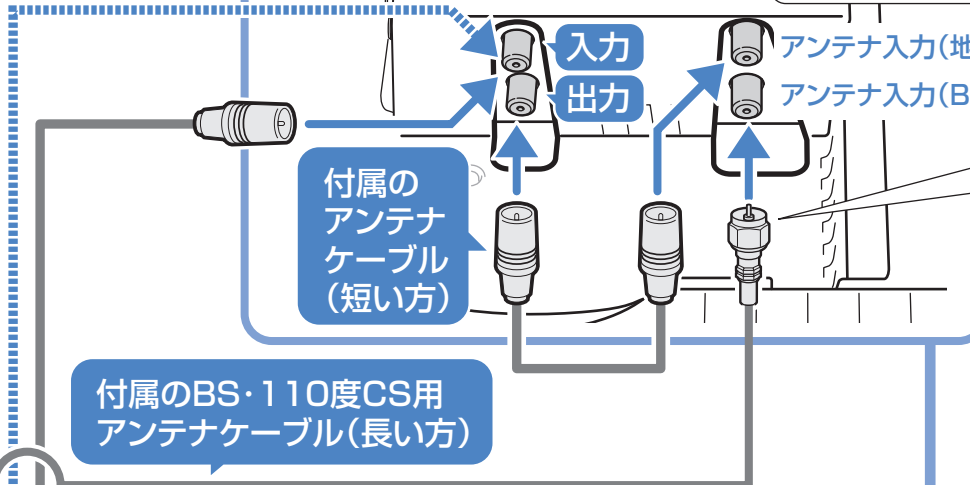 入力
アンテナ入力(地
出力
アンテナ入力(B
付属の
アンテナ
ケーブル
(短い方)
付属のBS・110度CS用
アンテナケーブル(長い方)